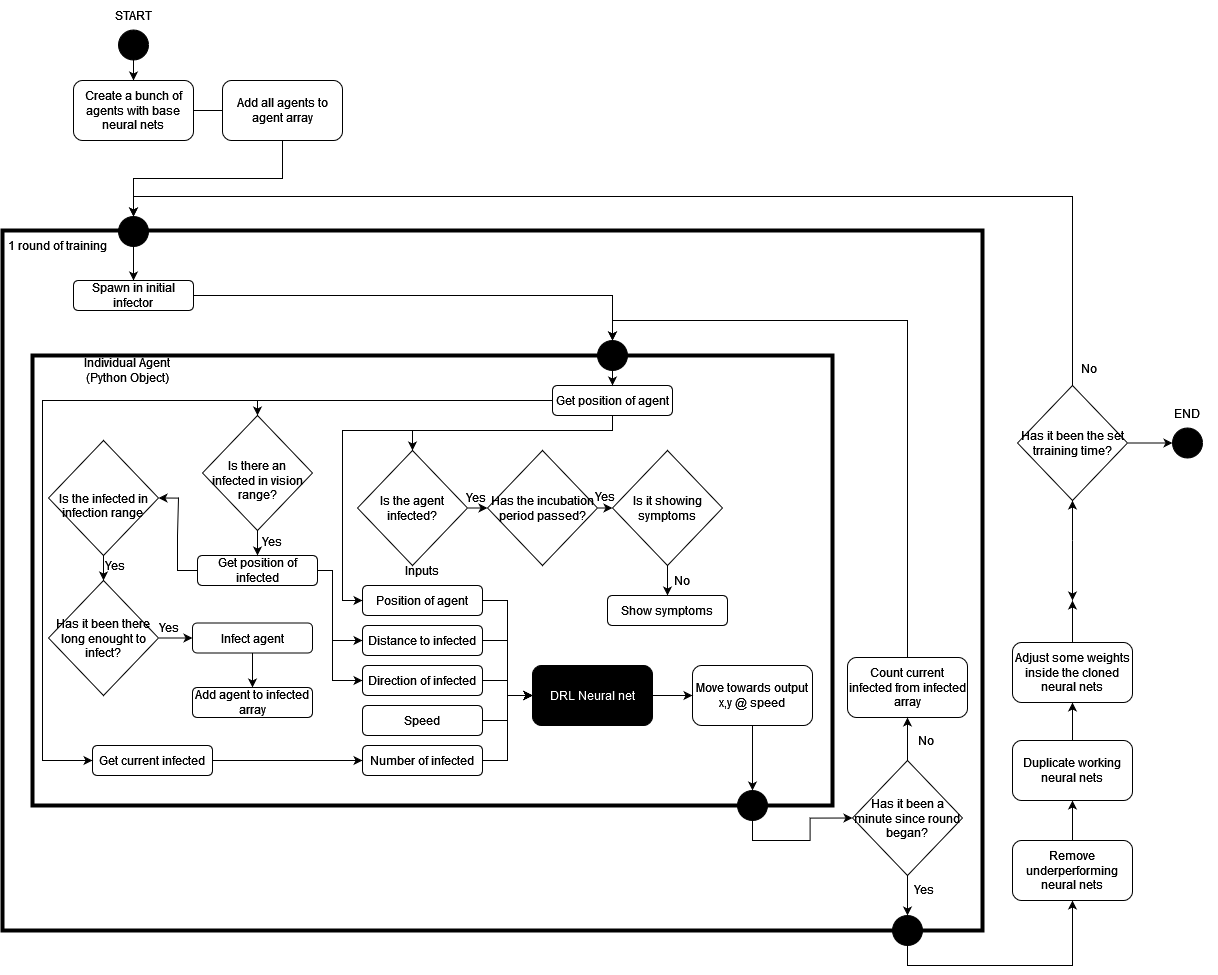 START
Create a bunch of
agents with base
neural nets
Add all agents to
agent array
1 round of training
Spawn in initial
infector
Individual Agent
(Python Object)
Get position of agent
Is there an
infected in vision
range?
Yes
Get position of
infected
Is the infected in
infection range
Yes
Has it been there
long enought to
infect?
Yes
Infect agent
Add agent to infected
array
Get current infected
Is the agent
infected?
Yes
Has the incubation
period passed?
Yes
Is it showing
symptoms
No
Show symptoms
Inputs
Position of agent
Distance to infected
Direction of infected
Speed
Number of infected
DRL Neural net
Move towards output
x,y @ speed
Has it been a
minute since round
began?
No
Count current
infected from infected
array
Yes
Remove
underperforming
neural nets
Duplicate working
neural nets
Adjust some weights
inside the cloned
neural nets
Has it been the set
trraining time?
No
END